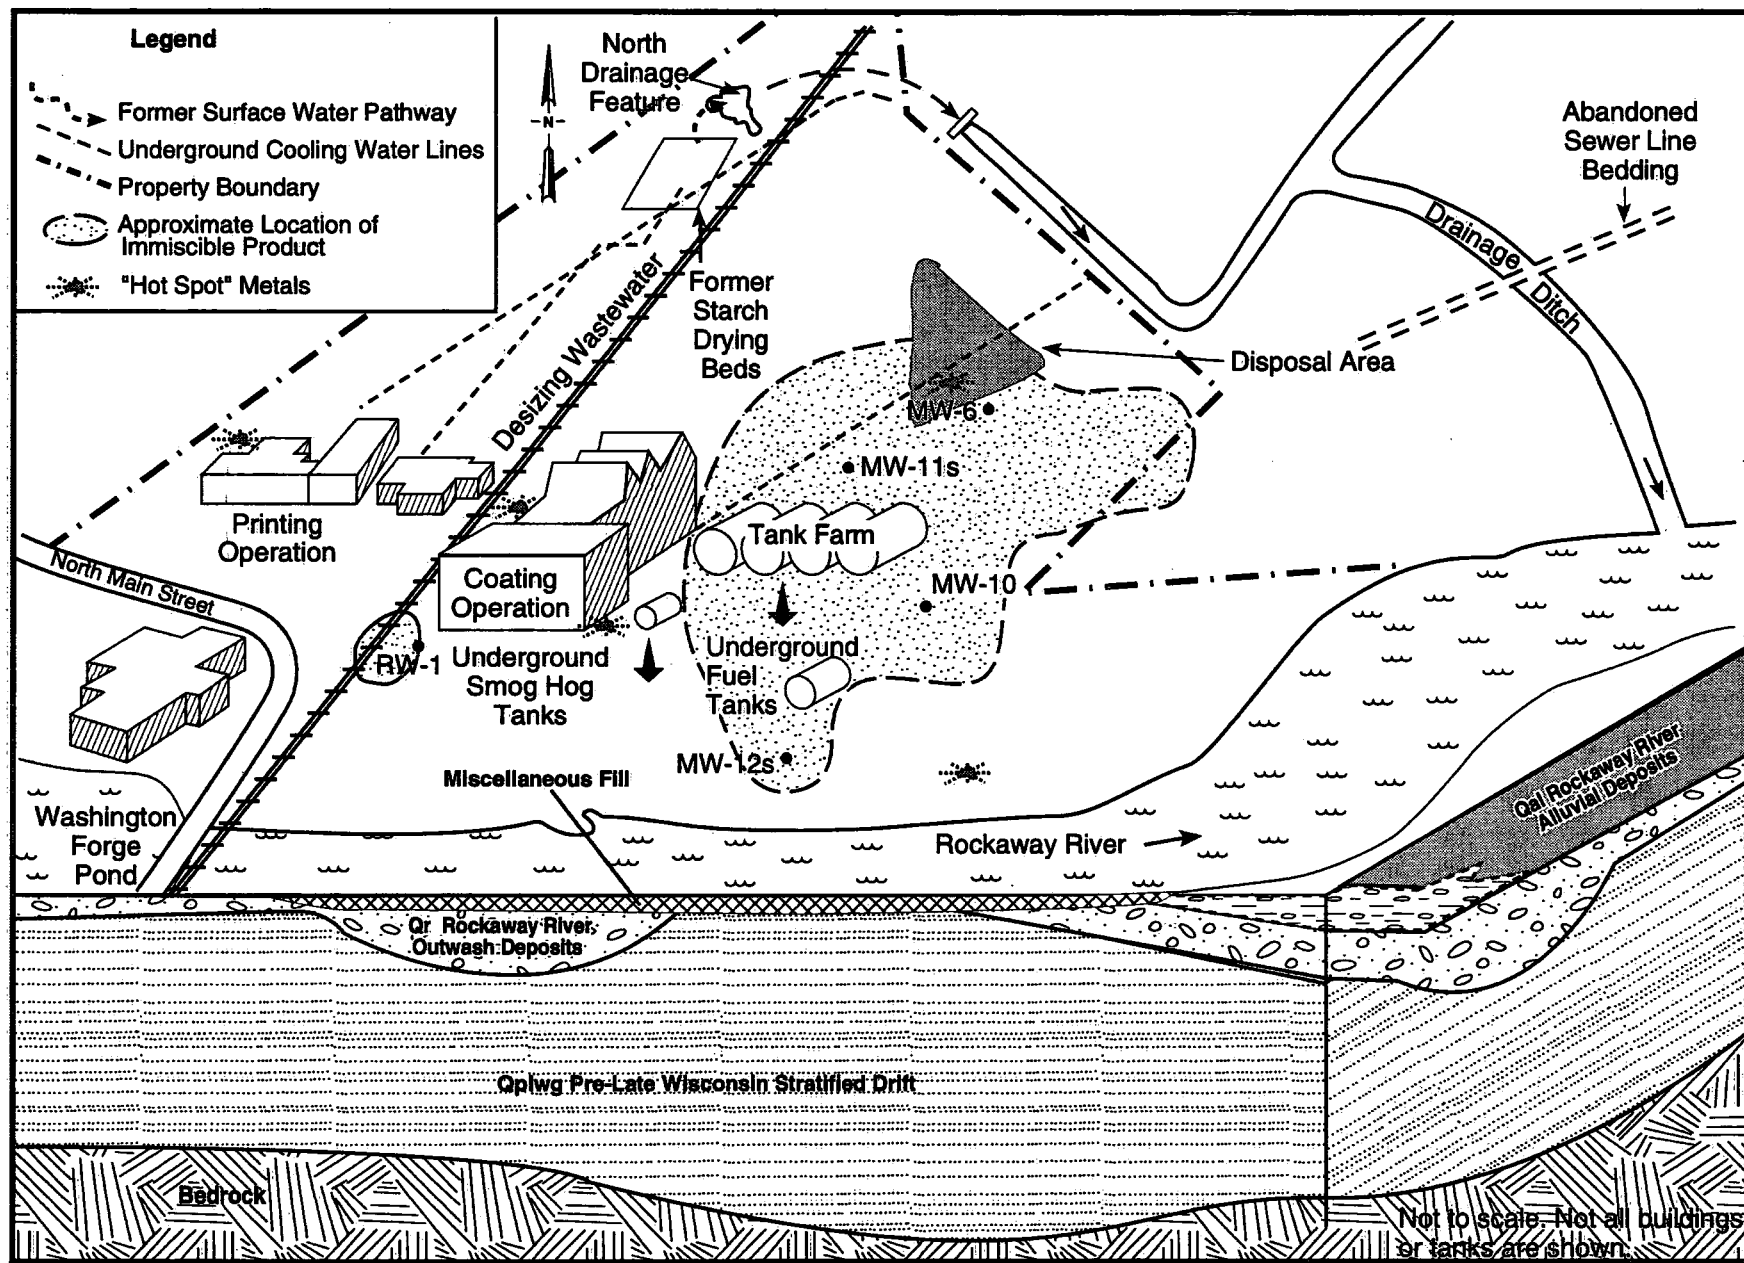 Legend
Former Surface Water Pathway
Underground Cooling Water Lines
Property Boundary
Approximate Location of
Immiscible Product
"Hot Spot" Metals
N
North
Drainage
Feature
Abandoned
Sewer Line
Bedding
Drainage
Ditch
Former
Starch
Drying
Beds
Desizing Wastewater
Disposal Area
MW-6
MW-11s
Tank Farm
MW-10
Printing
Operation
North Main Street
Coating
Operation
RW-1
Underground
Smog Hog
Tanks
Underground
Fuel
Tanks
MW-12s
Miscellaneous Fill
Washington
Forge
Pond
Rockaway River
Qal Rockaway River
Alluvial Deposits
Qr Rockaway River
Outwash Deposits
Qplwg Pre-Late Wisconsin Stratified Drift
Bedrock
Not to scale. Not all buildings
or tanks are shown.